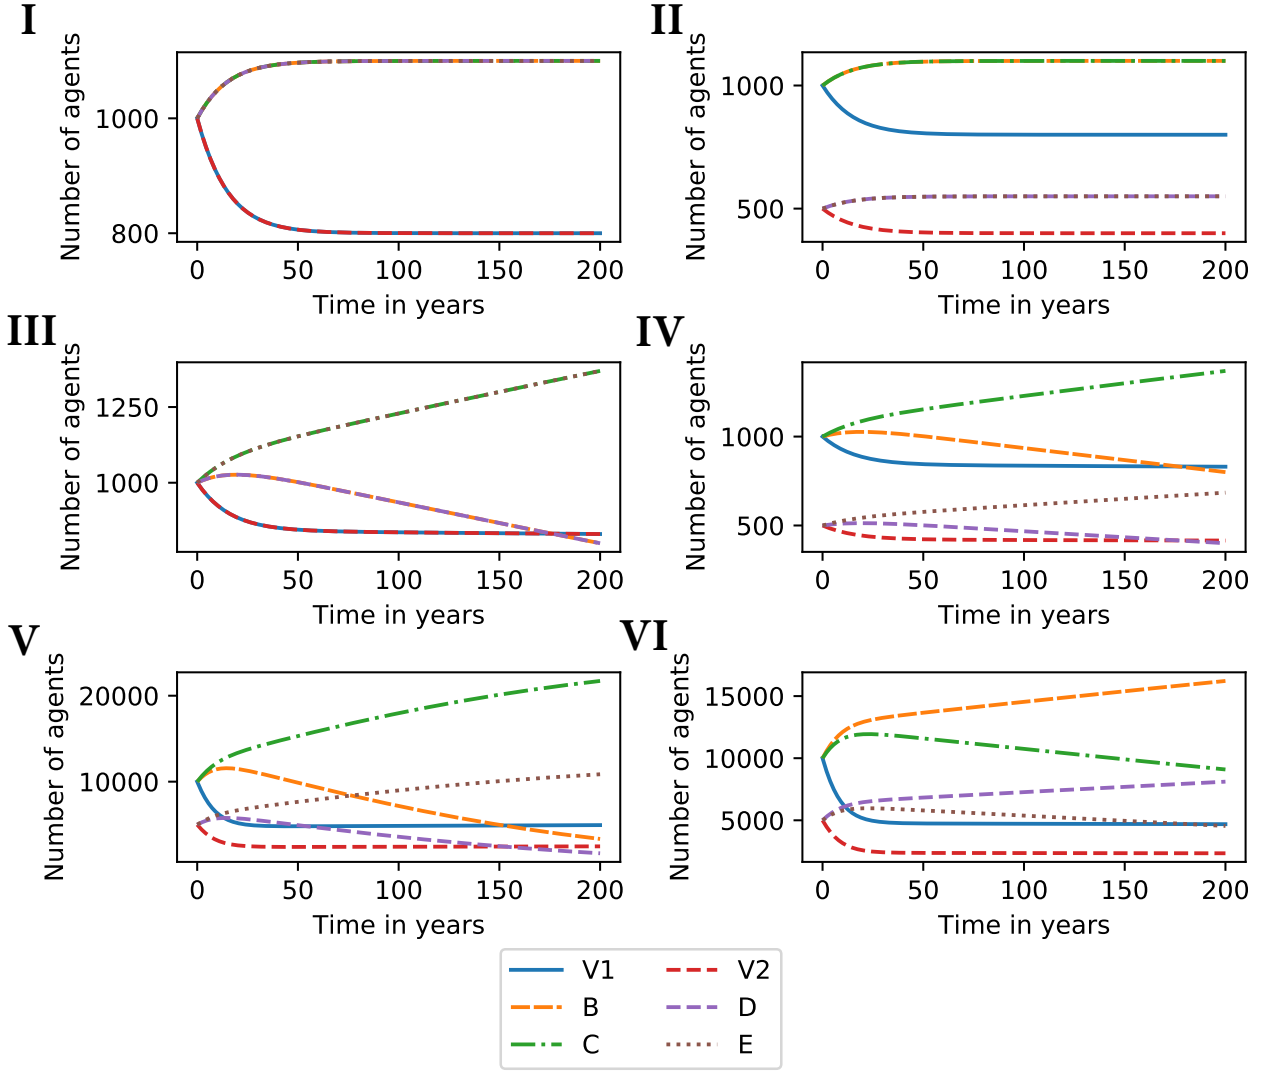 I
Number of agents
1000
800
0 50 100 150 200
Time in years
II
Number of agents
1000
500
0 50 100 150 200
Time in years
III
Number of agents
1250
1000
0 50 100 150 200
Time in years
IV
Number of agents
1000
500
0 50 100 150 200
Time in years
V
Number of agents
20000
10000
0 50 100 150 200
Time in years
VI
Number of agents
15000
10000
5000
0 50 100 150 200
Time in years
V1
B
C
V2
D
E